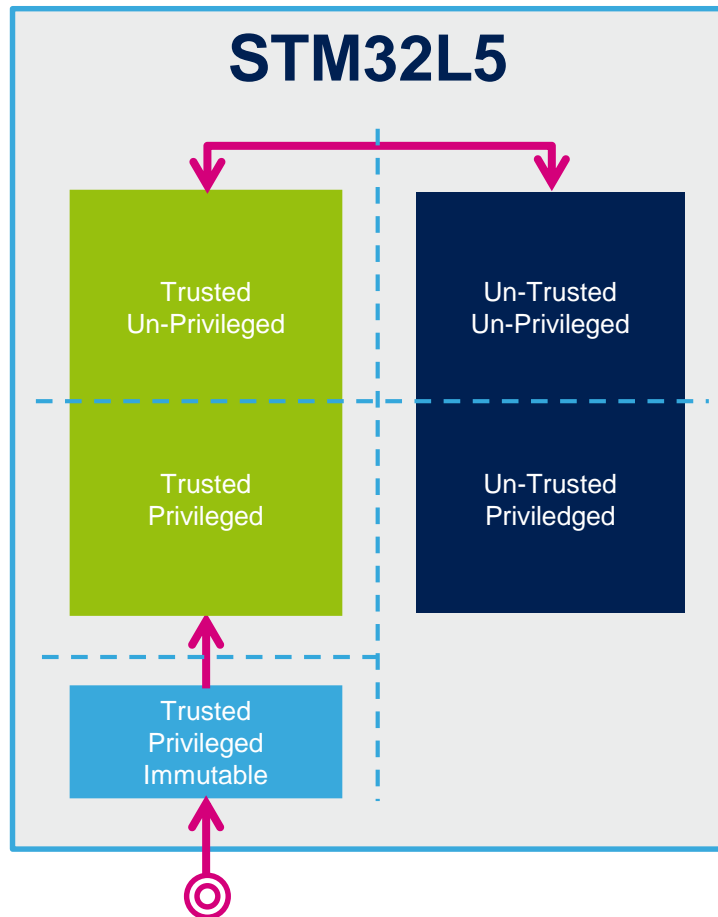 STM32L5
Trusted
Un-Privileged
Un-Trusted
Un-Privileged
Trusted
Privileged
Un-Trusted
Priviledged
Trusted
Privileged
Immutable